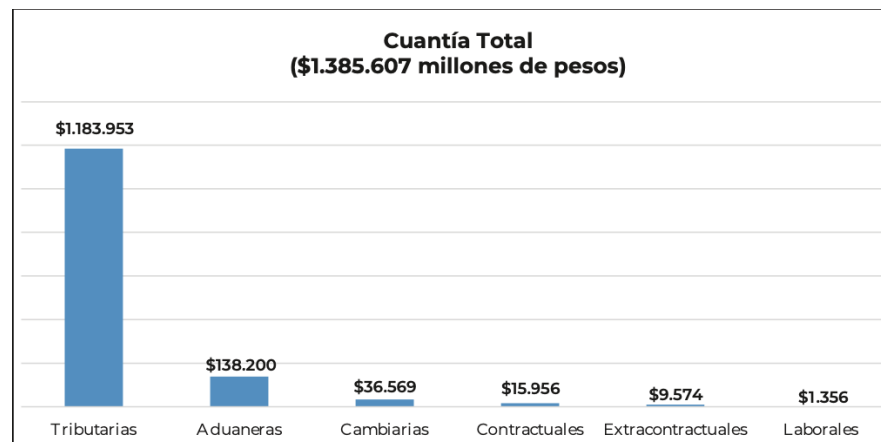 Cuantía Total
($1.385.607 millones de pesos)
$1.183.953
$138.200
$36.569
$15.956
$9.574
$1.356
Tributarias
Aduaneras
Cambiarias
Contractuales
Extracontractuales
Laborales